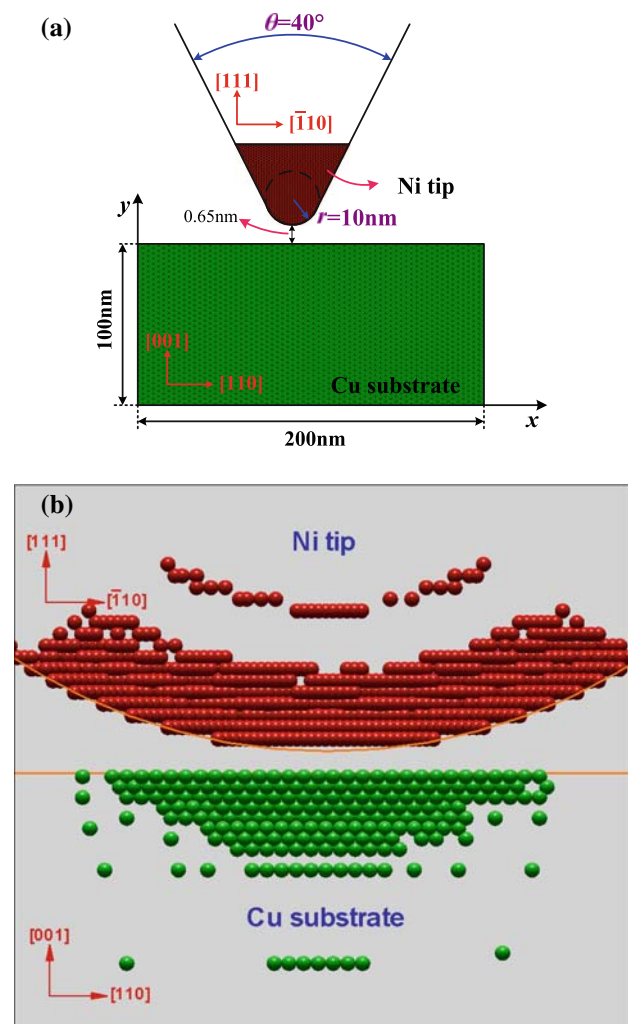 (a)
θ=40°
[111]
[1̅10]
Ni tip
y
0.65nm
r=10nm
100nm
[001]
[110]
Cu substrate
x
200nm
(b)
Ni tip
[111]
[1̅10]
Cu substrate
[001]
[110]